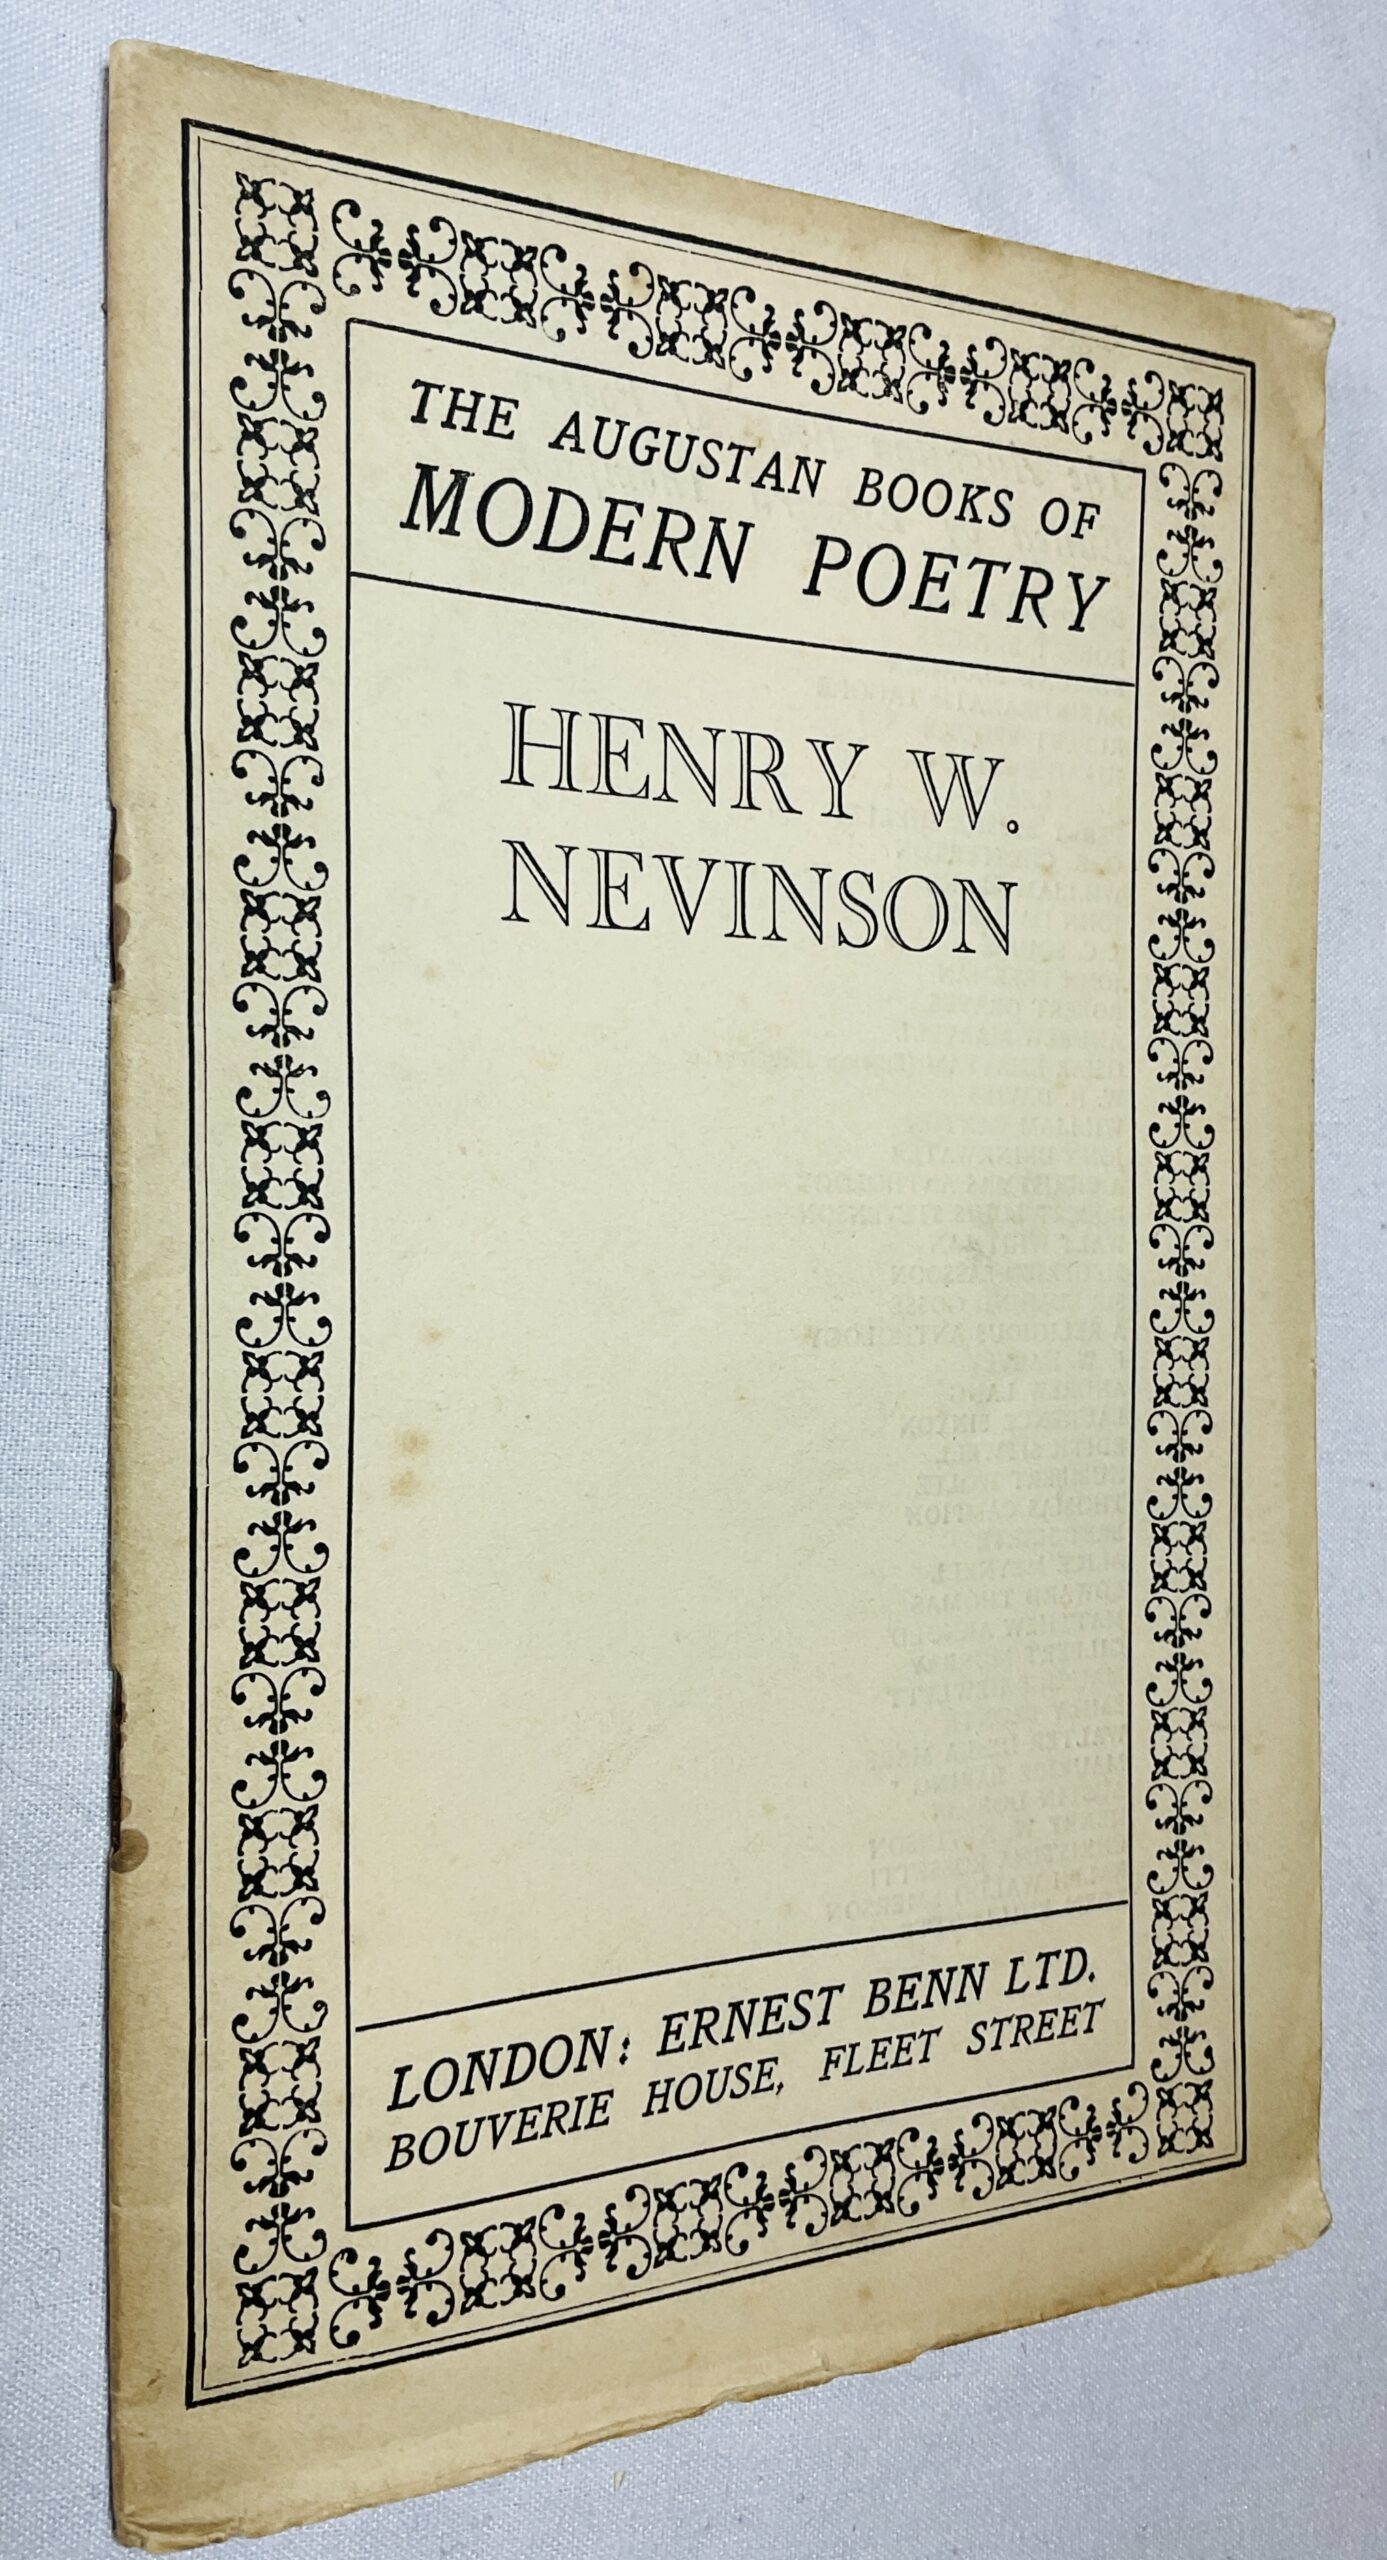 THE AUGUSTAN BOOKS OF
MODERN POETRY
HENRY W.
NEVINSON
LONDON: ERNEST BENN LTD.
BOUVERIE HOUSE, FLEET STREET